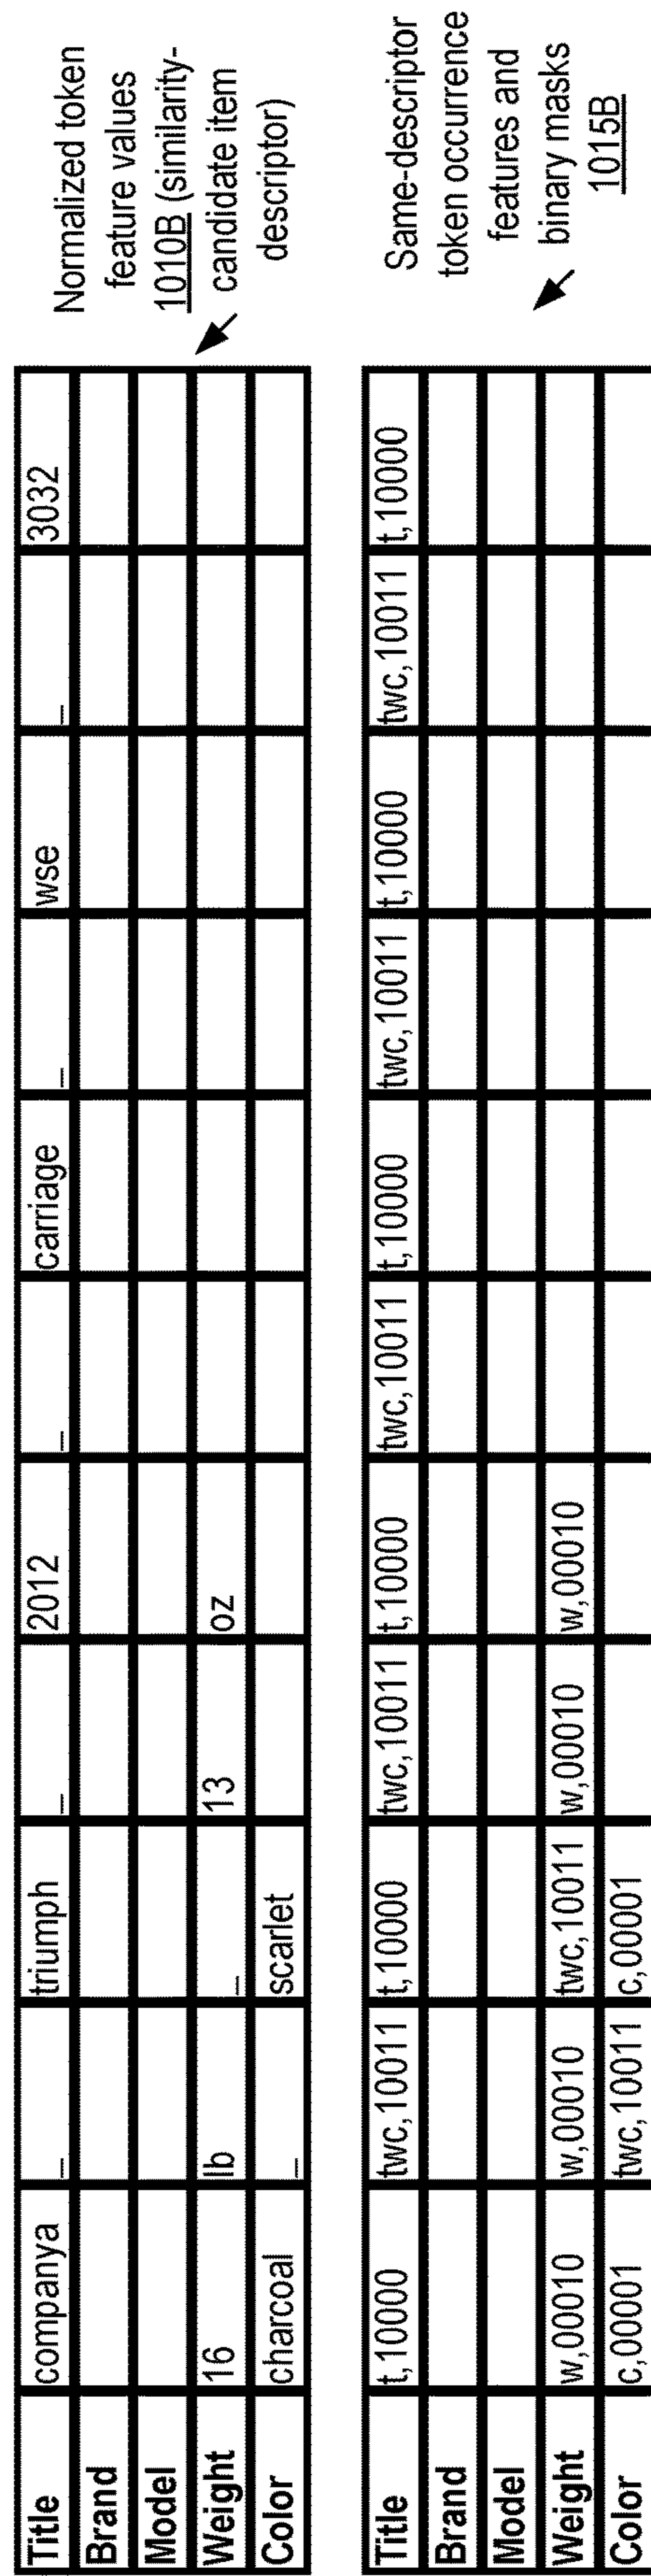 Title companya _ triumph _ 2012 _ carriage _ wse _ 3032
Brand
Model
Weight 16 lb _ 13 oz
Color charcoal _ scarlet
Normalized token
feature values
1010B (similarity-
candidate item
descriptor)
Title t,10000 twc,10011 t,10000 twc,10011 t,10000 twc,10011 t,10000 twc,10011 t,10000 twc,10011 t,10000
Brand
Model
Weight w,00010 w,00010 twc,10011 w,00010 w,00010
Color c,00001 twc,10011 c,00001
Same-descriptor
token occurrence
features and
binary masks
1015B